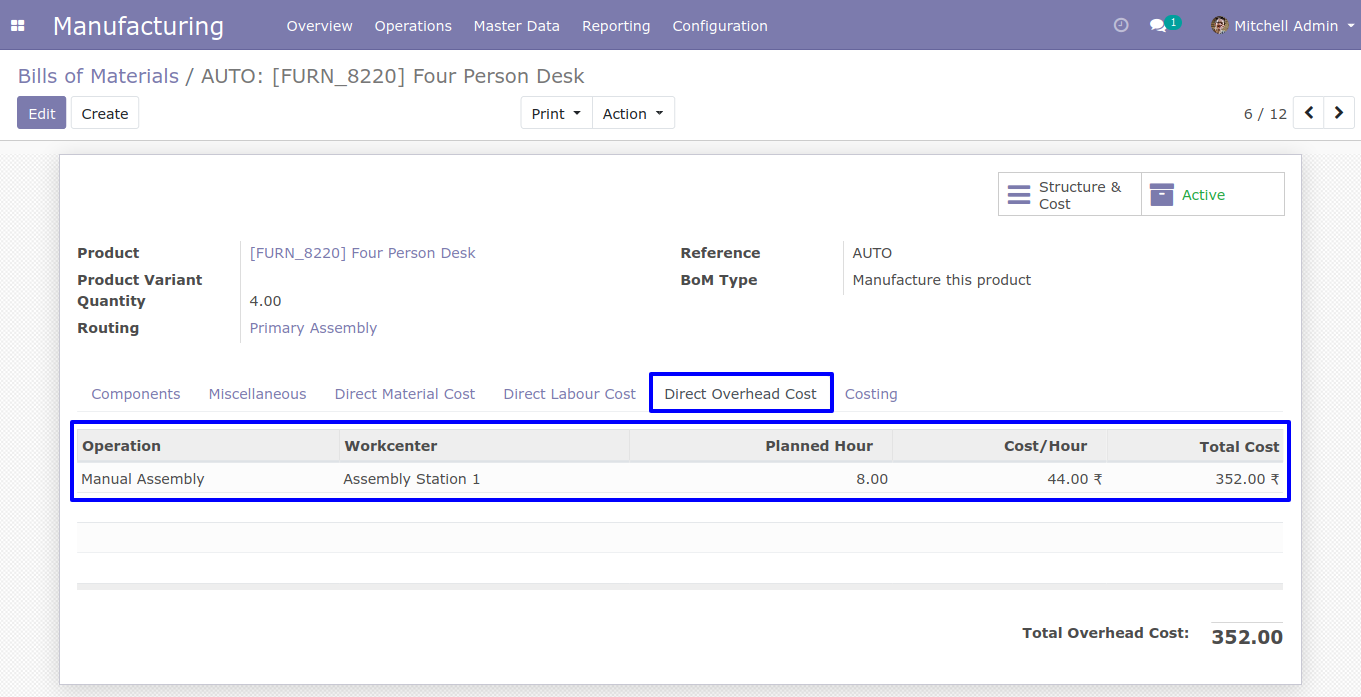 Manufacturing Overview Operations Master Data Reporting Configuration 1 Mitchell Admin
Bills of Materials / AUTO: [FURN_8220] Four Person Desk
Edit Create Print Action 6 / 12
Structure & Cost Active
Product [FURN_8220] Four Person Desk Reference AUTO
Product Variant BoM Type Manufacture this product
Quantity 4.00
Routing Primary Assembly
Components Miscellaneous Direct Material Cost Direct Labour Cost Direct Overhead Cost Costing
Operation Workcenter Planned Hour Cost/Hour Total Cost
Manual Assembly Assembly Station 1 8.00 44.00 ₹ 352.00 ₹
Total Overhead Cost: 352.00